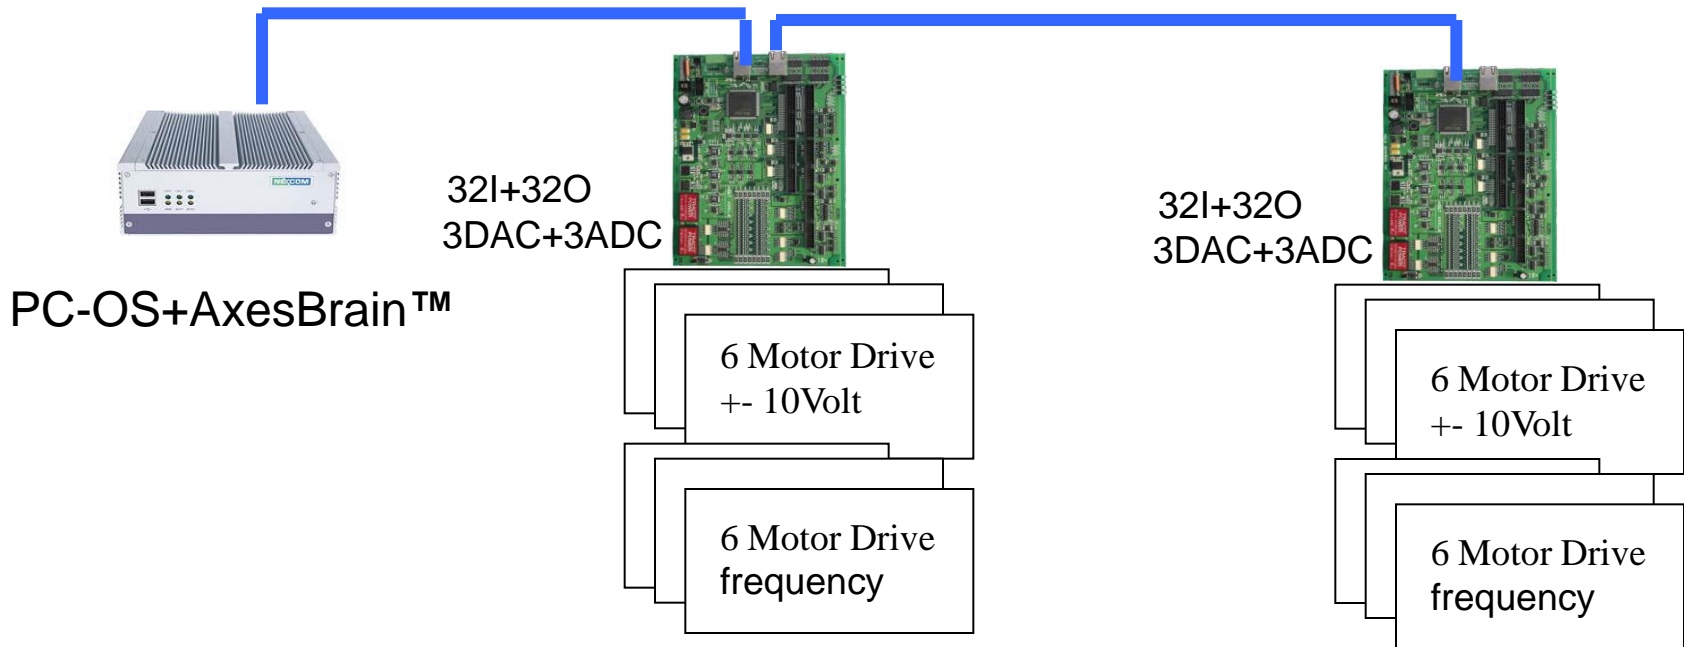 NEXCOM
32I+32O
3DAC+3ADC
PC-OS+AxesBrain™
6 Motor Drive
+- 10Volt
6 Motor Drive
frequency
32I+32O
3DAC+3ADC
6 Motor Drive
+- 10Volt
6 Motor Drive
frequency